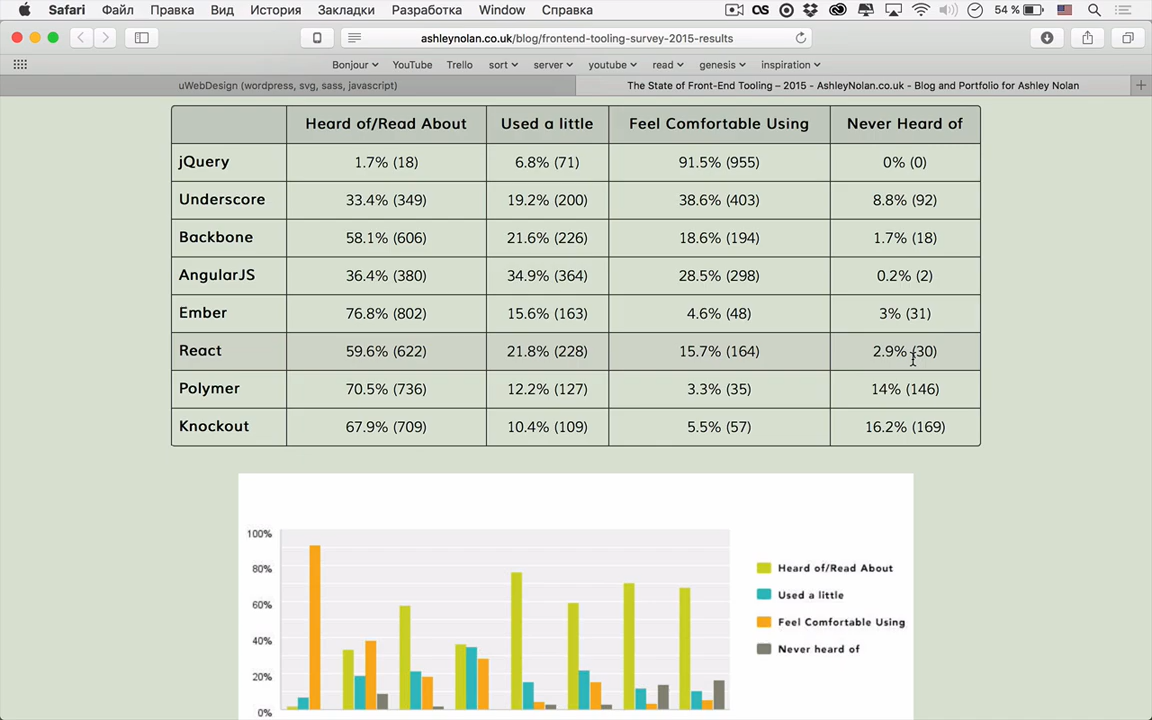 Safari Файл Правка Вид История Закладки Разработка Window Справка 54 %
ashleynolan.co.uk/blog/frontend-tooling-survey-2015-results
Bonjour YouTube Trello sort server youtube read genesis inspiration
uWebDesign (wordpress, svg, sass, javascript) The State of Front-End Tooling – 2015 - AshleyNolan.co.uk - Blog and Portfolio for Ashley Nolan
Heard of/Read About Used a little Feel Comfortable Using Never Heard of
jQuery 1.7% (18) 6.8% (71) 91.5% (955) 0% (0)
Underscore 33.4% (349) 19.2% (200) 38.6% (403) 8.8% (92)
Backbone 58.1% (606) 21.6% (226) 18.6% (194) 1.7% (18)
AngularJS 36.4% (380) 34.9% (364) 28.5% (298) 0.2% (2)
Ember 76.8% (802) 15.6% (163) 4.6% (48) 3% (31)
React 59.6% (622) 21.8% (228) 15.7% (164) 2.9% (30)
Polymer 70.5% (736) 12.2% (127) 3.3% (35) 14% (146)
Knockout 67.9% (709) 10.4% (109) 5.5% (57) 16.2% (169)
100%
80%
60%
40%
20%
0%
Heard of/Read About
Used a little
Feel Comfortable Using
Never heard of